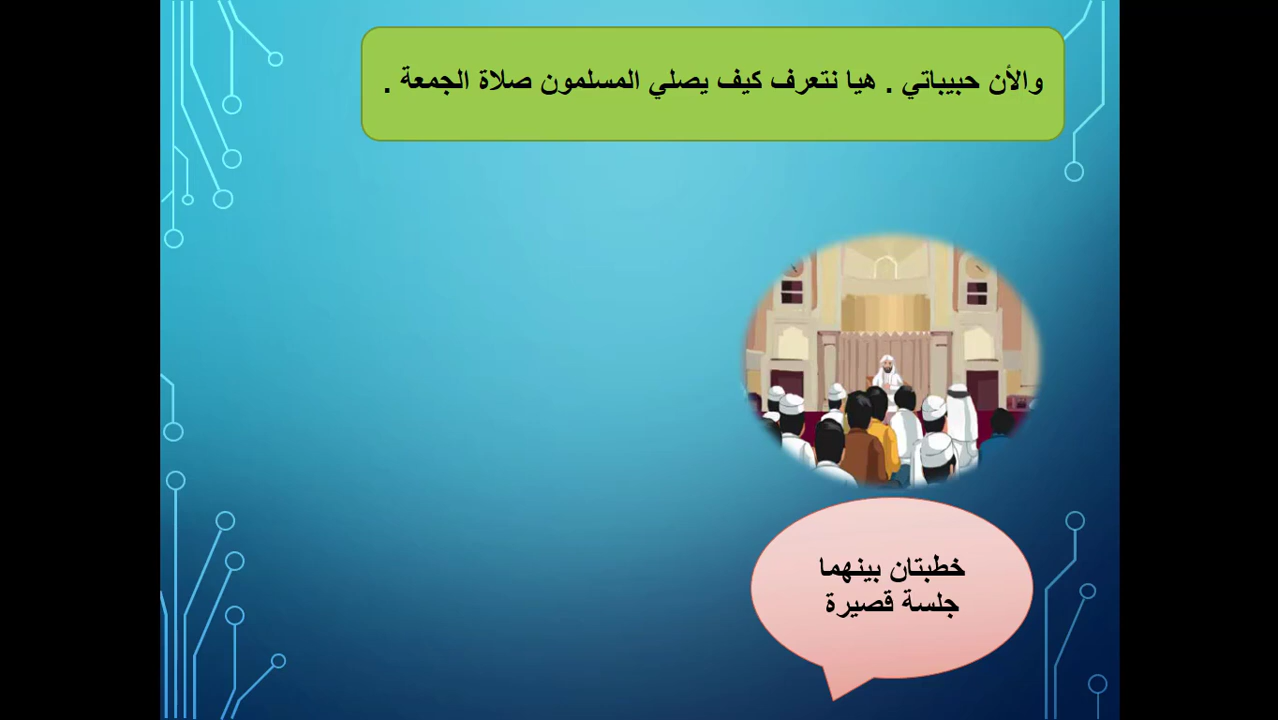 والأن حبيباتي . هيا نتعرف كيف يصلي المسلمون صلاة الجمعة .
خطبتان بينهما
جلسة قصيرة